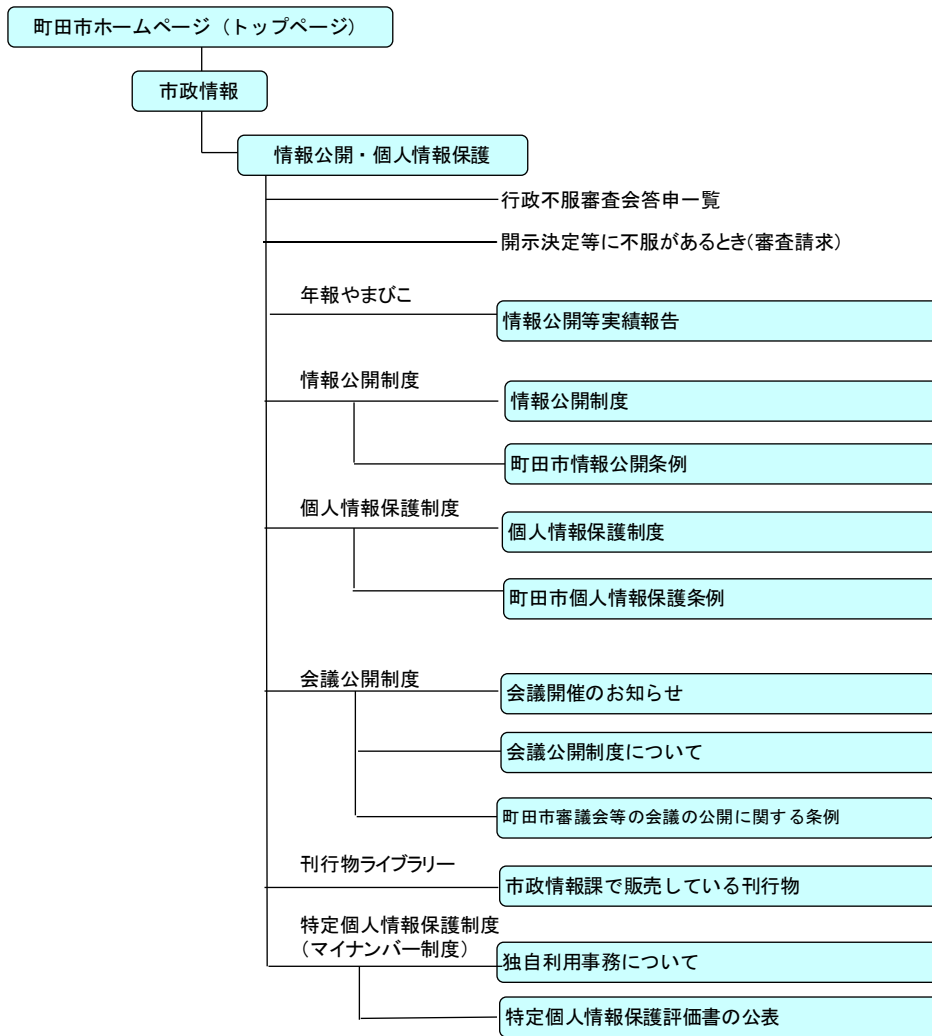 町田市ホームページ（トップページ）
市政情報
情報公開・個人情報保護
行政不服審査会答申一覧
開示決定等に不服があるとき（審査請求）
年報やまびこ
情報公開等実績報告
情報公開制度
情報公開制度
町田市情報公開条例
個人情報保護制度
個人情報保護制度
町田市個人情報保護条例
会議公開制度
会議開催のお知らせ
会議公開制度について
町田市審議会等の会議の公開に関する条例
刊行物ライブラリー
市政情報課で販売している刊行物
特定個人情報保護制度
（マイナンバー制度）
独自利用事務について
特定個人情報保護評価書の公表